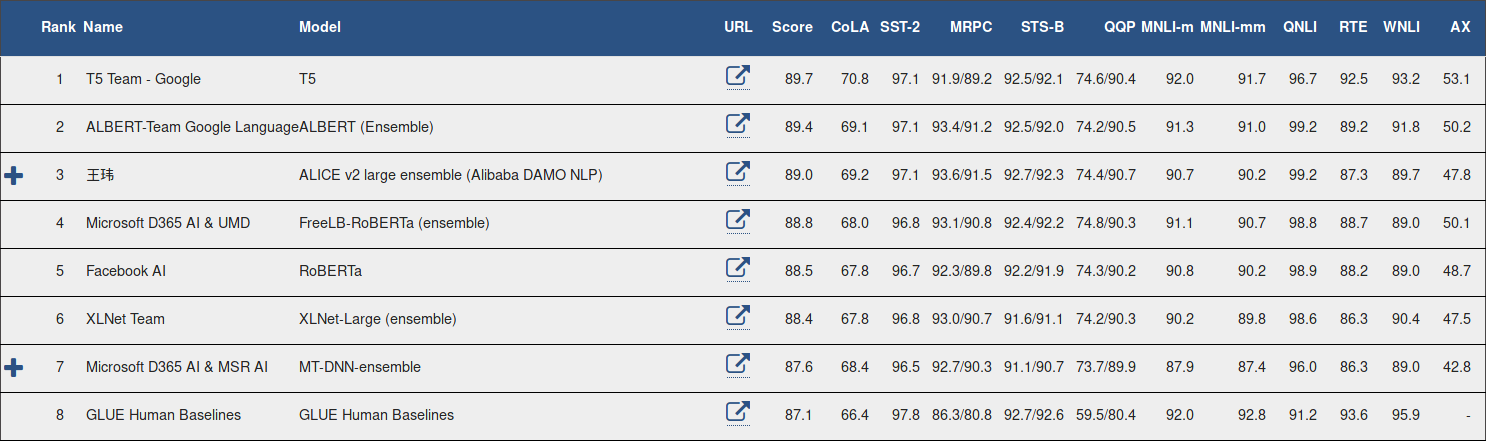 Rank Name Model URL Score CoLA SST-2 MRPC STS-B QQP MNLI-m MNLI-mm QNLI RTE WNLI AX
1 T5 Team - Google T5 89.7 70.8 97.1 91.9/89.2 92.5/92.1 74.6/90.4 92.0 91.7 96.7 92.5 93.2 53.1
2 ALBERT-Team Google Language ALBERT (Ensemble) 89.4 69.1 97.1 93.4/91.2 92.5/92.0 74.2/90.5 91.3 91.0 99.2 89.2 91.8 50.2
3 王玮 ALICE v2 large ensemble (Alibaba DAMO NLP) 89.0 69.2 97.1 93.6/91.5 92.7/92.3 74.4/90.7 90.7 90.2 99.2 87.3 89.7 47.8
4 Microsoft D365 AI & UMD FreeLB-RoBERTa (ensemble) 88.8 68.0 96.8 93.1/90.8 92.4/92.2 74.8/90.3 91.1 90.7 98.8 88.7 89.0 50.1
5 Facebook AI RoBERTa 88.5 67.8 96.7 92.3/89.8 92.2/91.9 74.3/90.2 90.8 90.2 98.9 88.2 89.0 48.7
6 XLNet Team XLNet-Large (ensemble) 88.4 67.8 96.8 93.0/90.7 91.6/91.1 74.2/90.3 90.2 89.8 98.6 86.3 90.4 47.5
7 Microsoft D365 AI & MSR AI MT-DNN-ensemble 87.6 68.4 96.5 92.7/90.3 91.1/90.7 73.7/89.9 87.9 87.4 96.0 86.3 89.0 42.8
8 GLUE Human Baselines GLUE Human Baselines 87.1 66.4 97.8 86.3/80.8 92.7/92.6 59.5/80.4 92.0 92.8 91.2 93.6 95.9 -